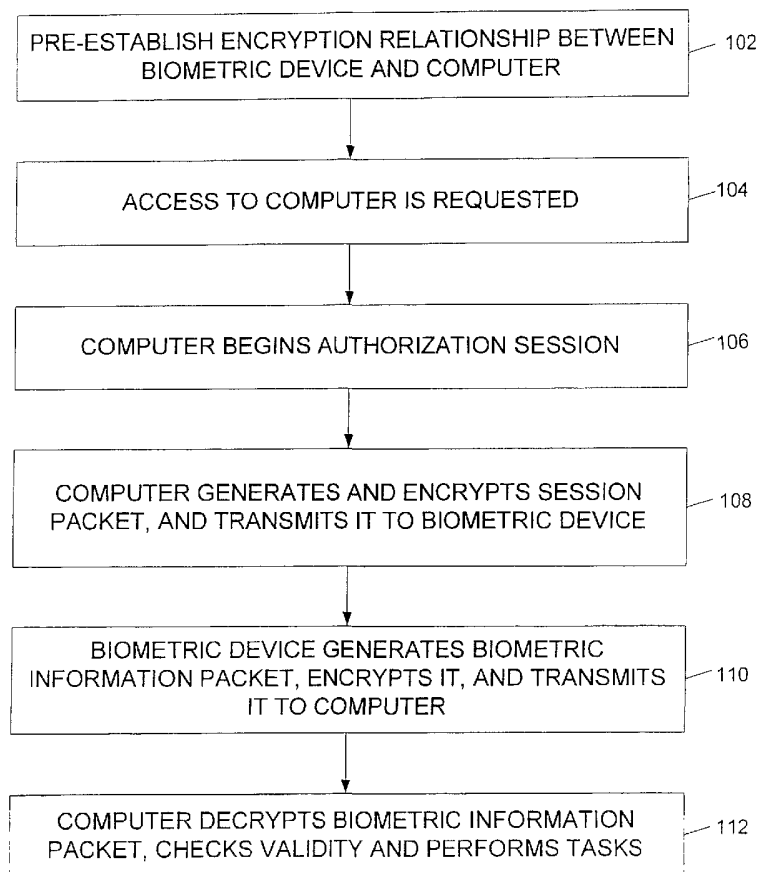 PRE-ESTABLISH ENCRYPTION RELATIONSHIP BETWEEN
BIOMETRIC DEVICE AND COMPUTER
102
ACCESS TO COMPUTER IS REQUESTED
104
COMPUTER BEGINS AUTHORIZATION SESSION
106
COMPUTER GENERATES AND ENCRYPTS SESSION
PACKET, AND TRANSMITS IT TO BIOMETRIC DEVICE
108
BIOMETRIC DEVICE GENERATES BIOMETRIC
INFORMATION PACKET, ENCRYPTS IT, AND TRANSMITS
IT TO COMPUTER
110
COMPUTER DECRYPTS BIOMETRIC INFORMATION
PACKET, CHECKS VALIDITY AND PERFORMS TASKS
112